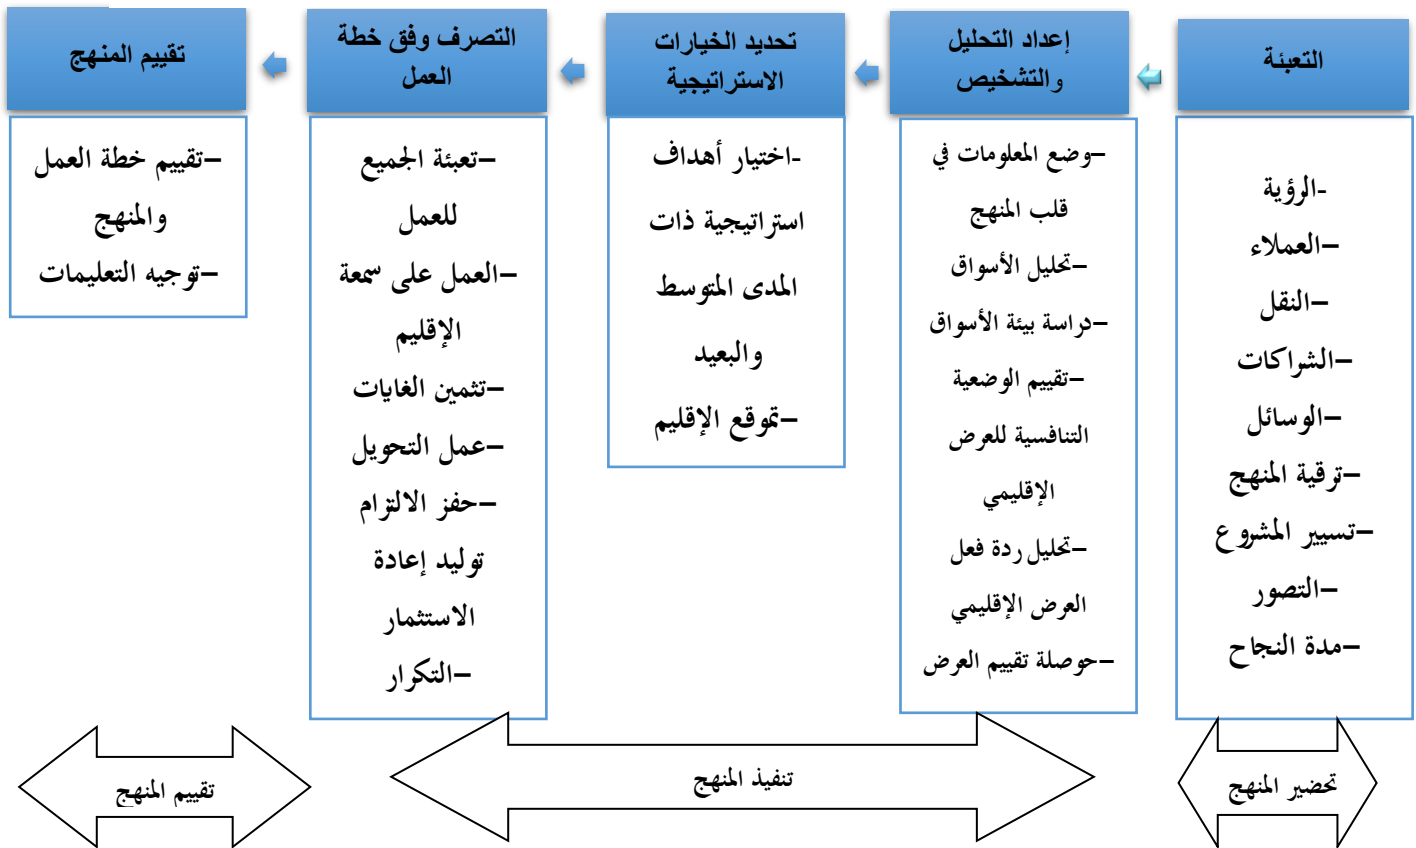 التعبئة
إعداد التحليل
والتشخيص
تحديد الخيارات
الاستراتيجية
التصرف وفق خطة
العمل
تقييم المنهج
-الرؤية
–العملاء
–النقل
–الشراكات
–الوسائل
–ترقية المنهج
–تسيير المشروع
–التصور
–مدة النجاح
–وضع المعلومات في
قلب المنهج
–تحليل الأسواق
–دراسة بيئة الأسواق
–تقييم الوضعية
التنافسية للعرض
الإقليمي
–تحليل ردة فعل
العرض الإقليمي
–حوصلة تقييم العرض
-اختيار أهداف
استراتيجية ذات
المدى المتوسط
والبعيد
–تموقع الإقليم
–تعبئة الجميع
للعمل
–العمل على سمعة
الإقليم
–تثمين الغايات
–عمل التحويل
–حفز الالتزام
توليد إعادة
الاستثمار
–التكرار
–تقييم خطة العمل
والمنهج
–توجيه التعليمات
تحضير المنهج
تنفيذ المنهج
تقييم المنهج